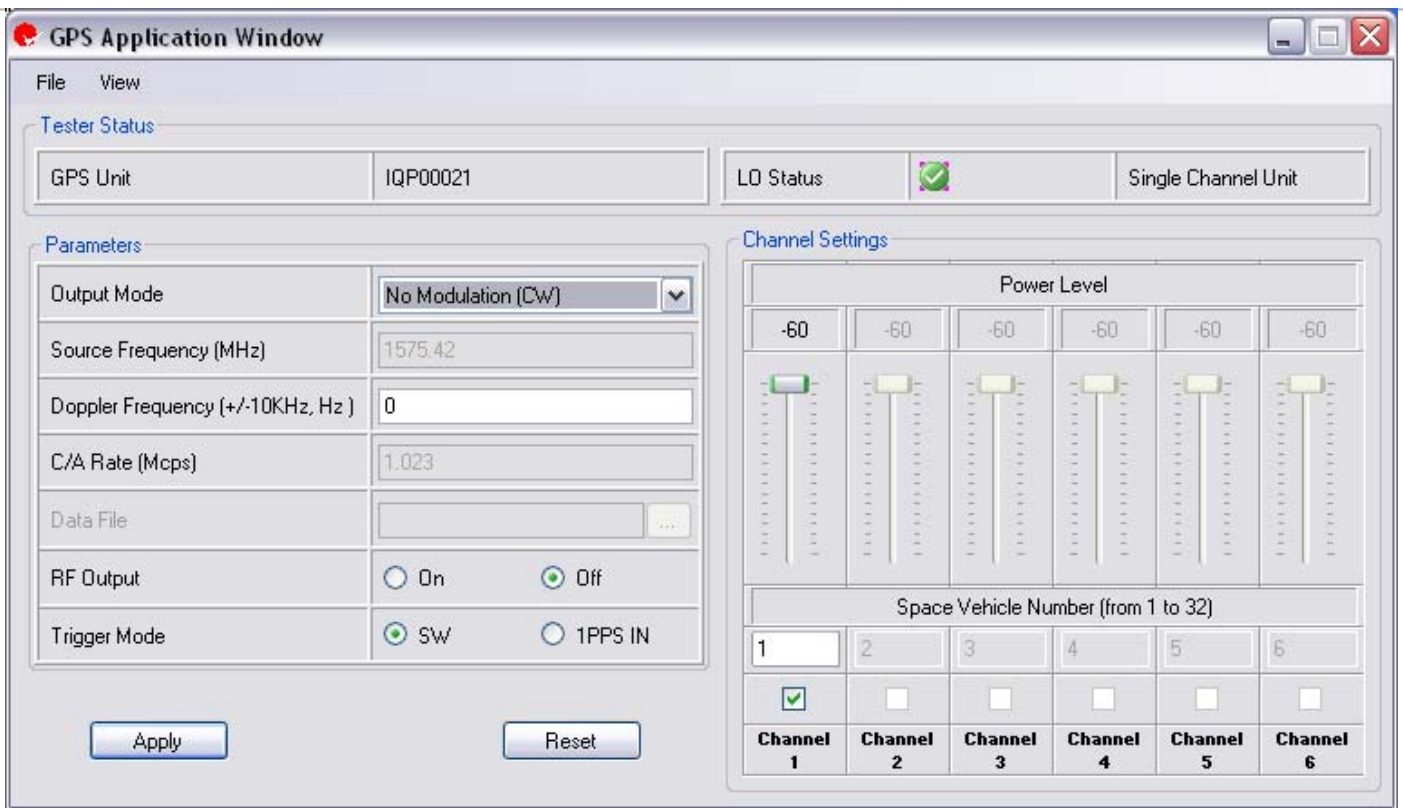 GPS Application Window
File View
Tester Status
GPS Unit IQP00021 LO Status Single Channel Unit
Parameters
Output Mode No Modulation (CW)
Source Frequency (MHz) 1575.42
Doppler Frequency (+/-10KHz, Hz ) 0
C/A Rate (Mcps) 1.023
Data File ...
RF Output On Off
Trigger Mode SW 1PPS IN
Apply Reset
Channel Settings
Power Level
-60 -60 -60 -60 -60 -60
Space Vehicle Number (from 1 to 32)
1 2 3 4 5 6
Channel Channel Channel Channel Channel Channel
1 2 3 4 5 6